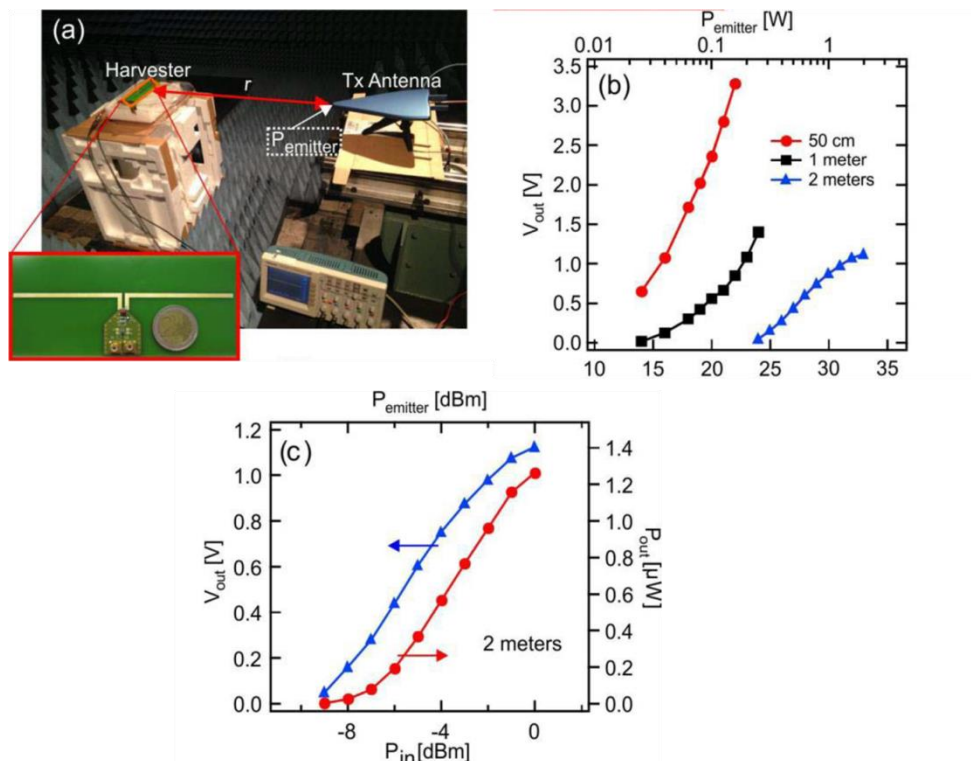 (a)
Harvester
r
Tx Antenna
P_emitter
P_emitter [W]
0.01
0.1
1
(b)
3.5
3.0
2.5
2.0
1.5
1.0
0.5
0.0
V_out [V]
50 cm
1 meter
2 meters
10
15
20
25
30
35
P_emitter [dBm]
(c)
1.2
1.0
0.8
0.6
0.4
0.2
0.0
V_out [V]
1.4
1.2
1.0
0.8
0.6
0.4
0.2
0.0
P_out [µW]
2 meters
-8
-4
0
P_in [dBm]